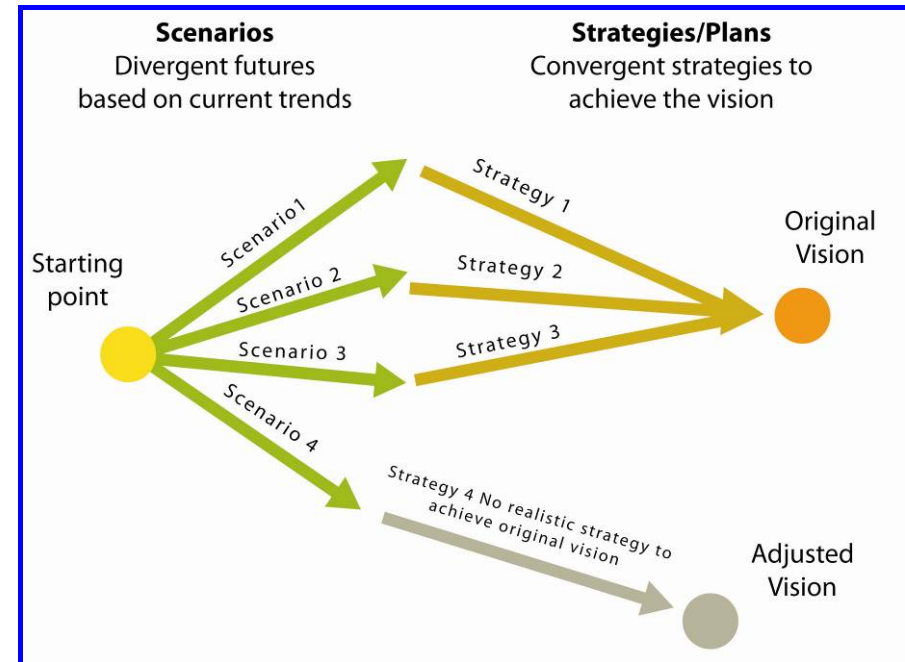 Scenarios
Divergent futures
based on current trends
Strategies/Plans
Convergent strategies to
achieve the vision
Starting
point
Scenario1
Scenario 2
Scenario 3
Scenario 4
Strategy 1
Strategy 2
Strategy 3
Strategy 4 No realistic strategy to
achieve original vision
Original
Vision
Adjusted
Vision